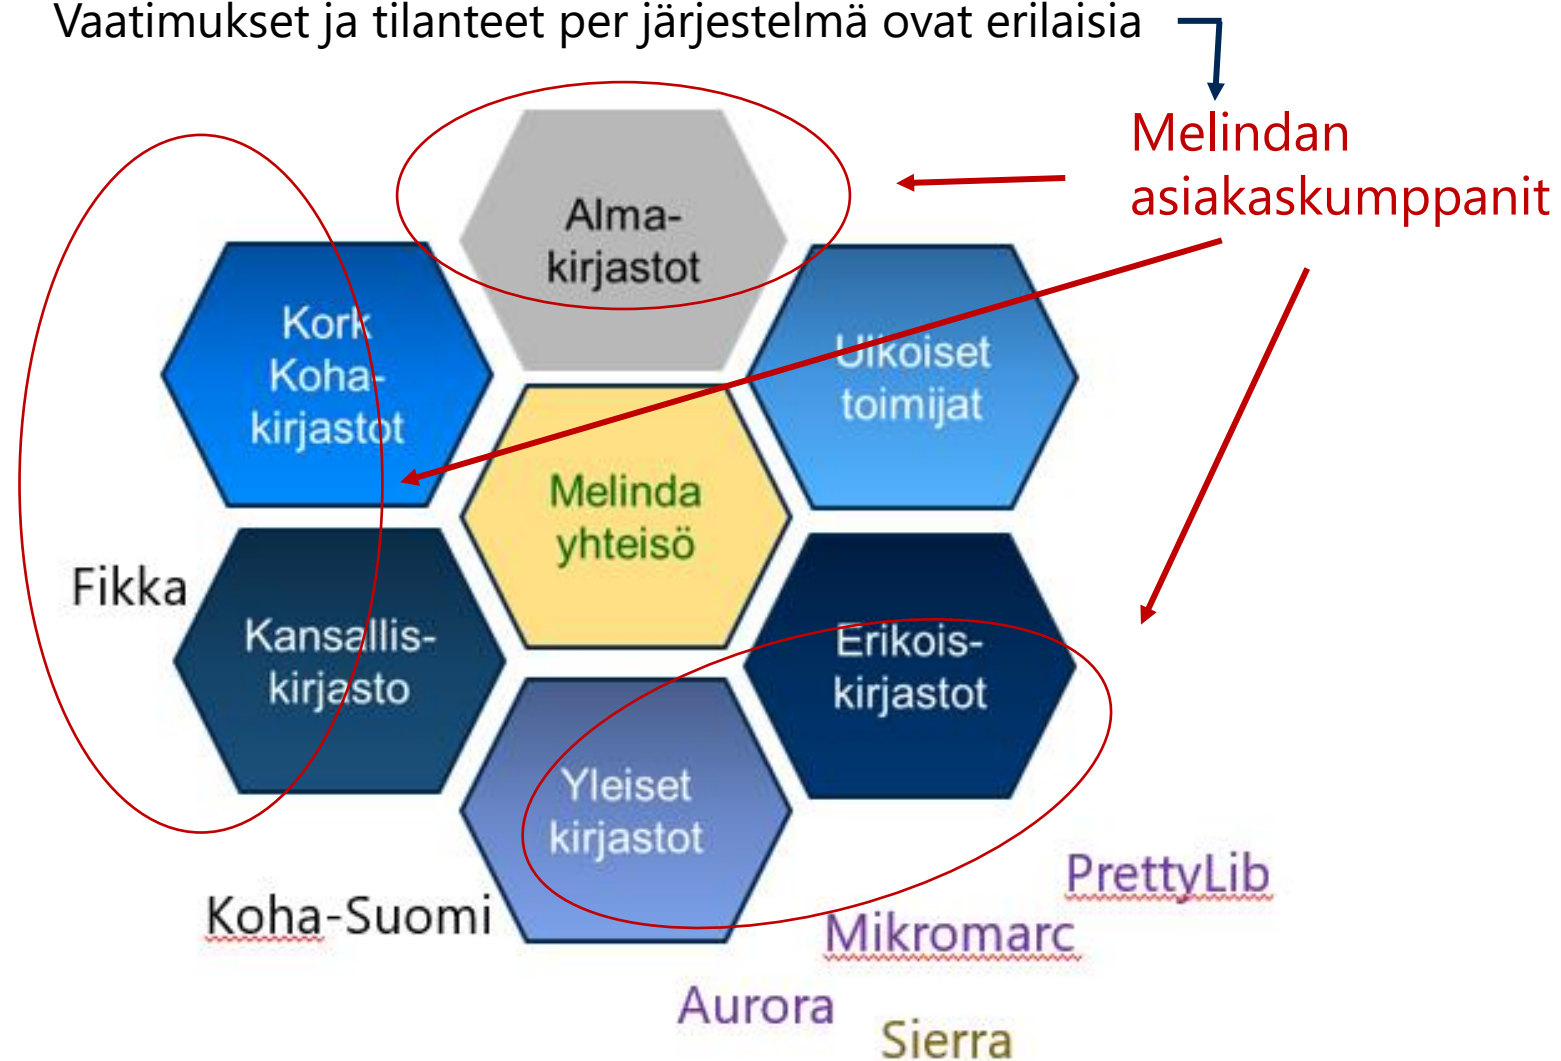 Vaatimukset ja tilanteet per järjestelmä ovat erilaisia
Melindan
asiakaskumppanit
Alma-
kirjastot
Kork
Koha-
kirjastot
Ulkoiset
toimijat
Melinda
yhteisö
Fikka
Kansallis-
kirjasto
Erikois-
kirjastot
Yleiset
kirjastot
Koha-Suomi
PrettyLib
Mikromarc
Aurora
Sierra